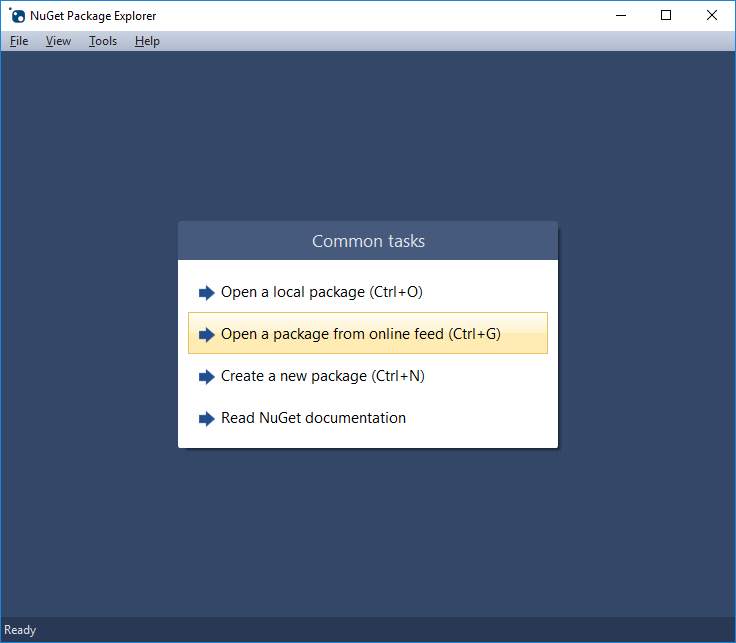 NuGet Package Explorer
File View Tools Help
Common tasks
Open a local package (Ctrl+O)
Open a package from online feed (Ctrl+G)
Create a new package (Ctrl+N)
Read NuGet documentation
Ready